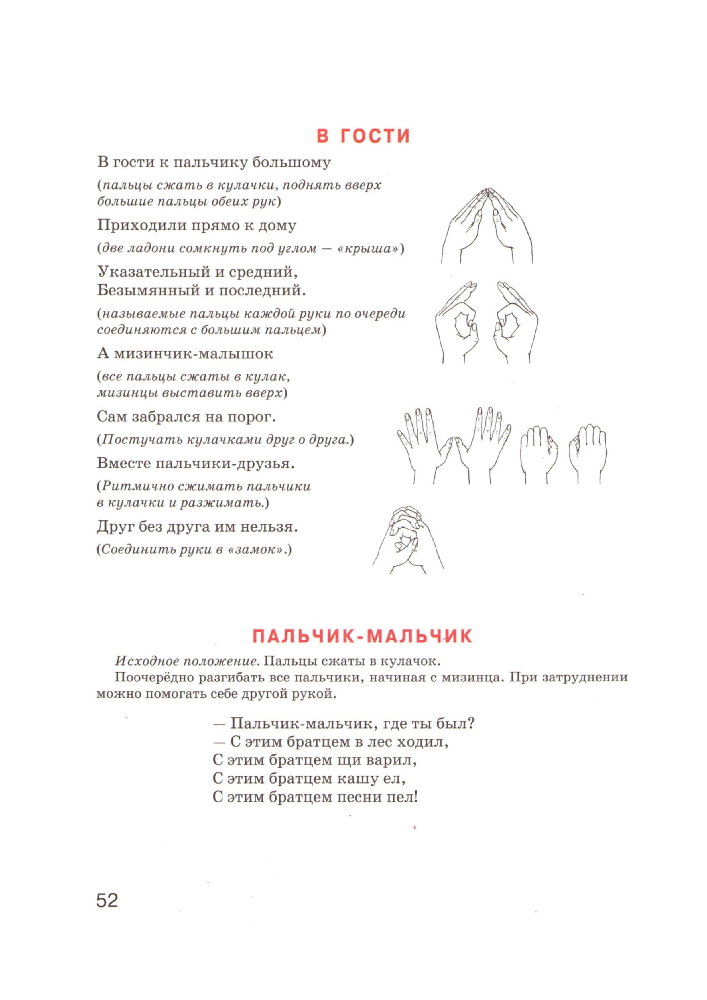 В ГОСТИ
В гости к пальчику большому
(пальцы сжать в кулачки, поднять вверх
большие пальцы обеих рук)
Приходили прямо к дому
(две ладони сомкнуть под углом — «крыша»)
Указательный и средний,
Безымянный и последний.
(называемые пальцы каждой руки по очереди
соединяются с большим пальцем)
А мизинчик-малышок
(все пальцы сжаты в кулак,
мизинцы выставить вверх)
Сам забрался на порог.
(Постучать кулачками друг о друга.)
Вместе пальчики-друзья.
(Ритмично сжимать пальчики
в кулачки и разжимать.)
Друг без друга им нельзя.
(Соединить руки в «замок».)
ПАЛЬЧИК-МАЛЬЧИК
Исходное положение. Пальцы сжаты в кулачок.
Поочерёдно разгибать все пальчики, начиная с мизинца. При затруднении
можно помогать себе другой рукой.
— Пальчик-мальчик, где ты был?
— С этим братцем в лес ходил,
С этим братцем щи варил,
С этим братцем кашу ел,
С этим братцем песни пел!
52